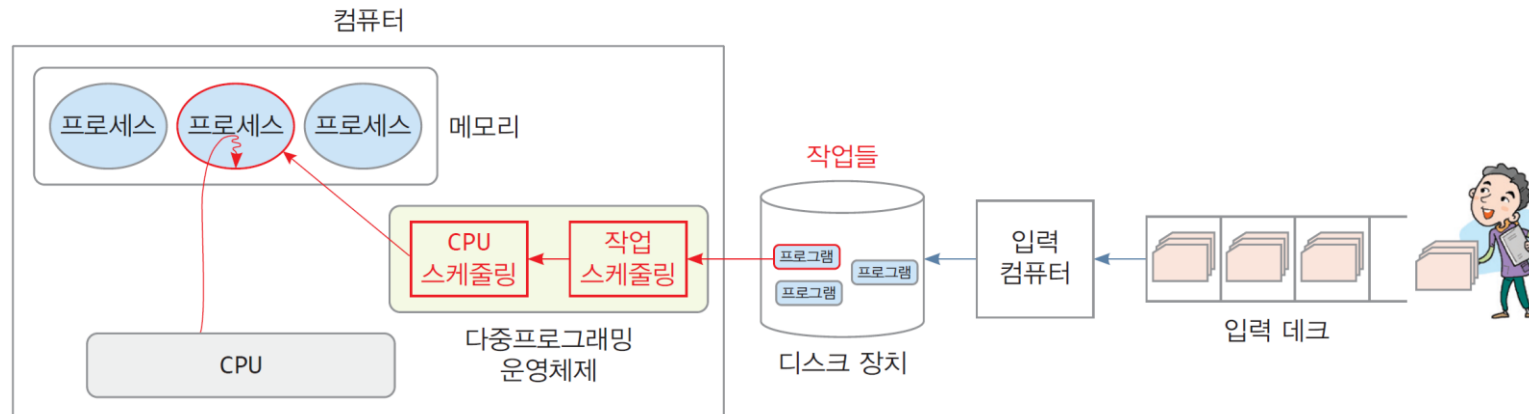 컴퓨터
프로세스
프로세스
프로세스
메모리
작업들
CPU
스케줄링
작업
스케줄링
프로그램
프로그램
프로그램
입력
컴퓨터
다중프로그래밍
운영체제
디스크 장치
입력 데크
CPU